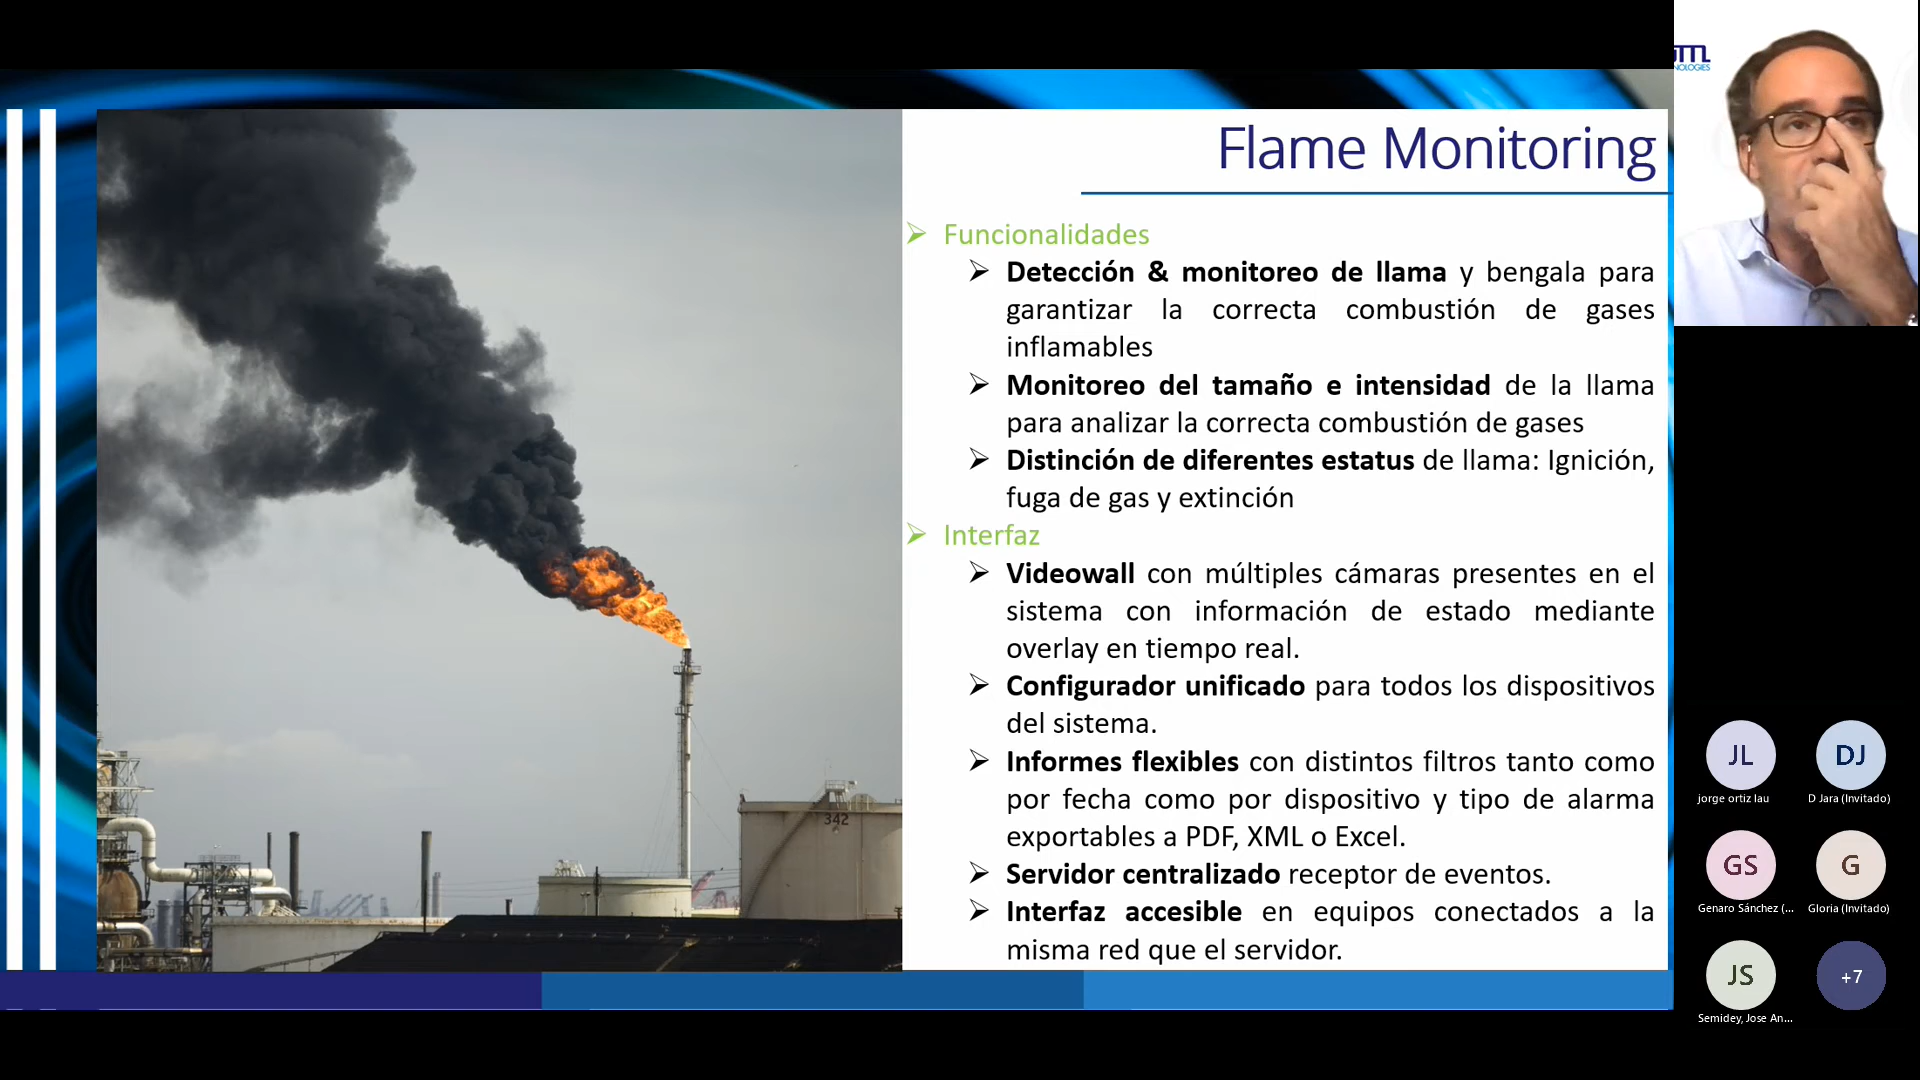 Flame Monitoring
Funcionalidades
Detección & monitoreo de llama y bengala para
garantizar la correcta combustión de gases
inflamables
Monitoreo del tamaño e intensidad de la llama
para analizar la correcta combustión de gases
Distinción de diferentes estatus de llama: Ignición,
fuga de gas y extinción
Interfaz
Videowall con múltiples cámaras presentes en el
sistema con información de estado mediante
overlay en tiempo real.
Configurador unificado para todos los dispositivos
del sistema.
Informes flexibles con distintos filtros tanto como
por fecha como por dispositivo y tipo de alarma
exportables a PDF, XML o Excel.
Servidor centralizado receptor de eventos.
Interfaz accesible en equipos conectados a la
misma red que el servidor.
342
JL
jorge ortiz lau
DJ
D Jara (Invitado)
GS
Genaro Sánchez (...
G
Gloria (Invitado)
JS
Semidey, Jose An...
+7